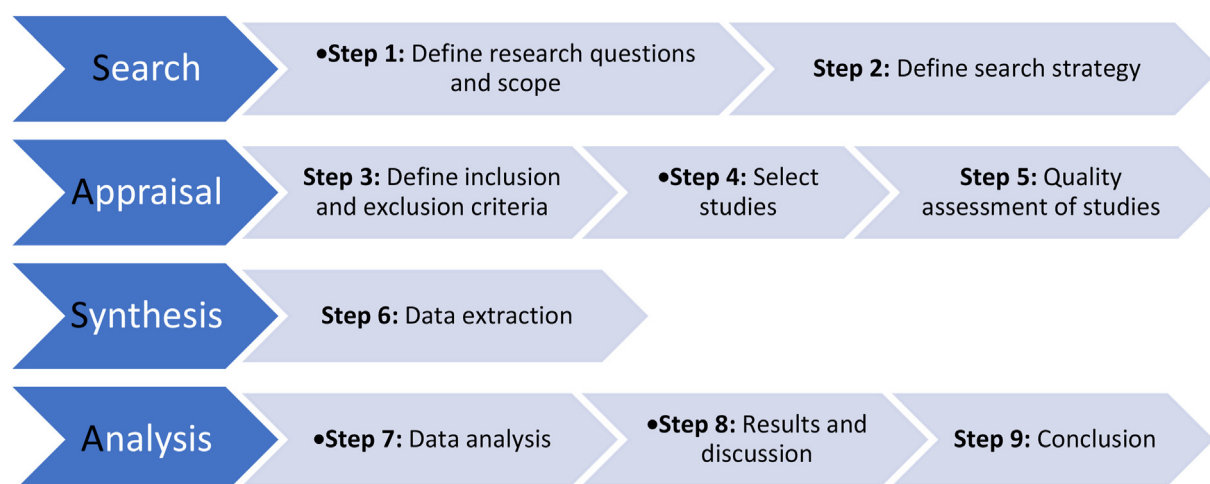 Search
•Step 1: Define research questions
and scope
Step 2: Define search strategy
Appraisal
Step 3: Define inclusion
and exclusion criteria
•Step 4: Select
studies
Step 5: Quality
assessment of studies
Synthesis
Step 6: Data extraction
Analysis
•Step 7: Data analysis
•Step 8: Results and
discussion
Step 9: Conclusion